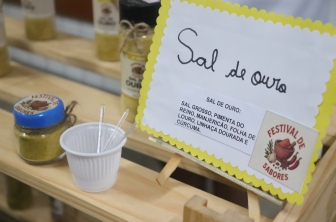 Sal de ouro
SAL DE OURO:
SAL GROSSO, PIMENTA DO
REINO, MANJERICÃO, FOLHA DE
LOURO, LINHAÇA DOURADA E
CÚRCUMA.
FESTIVAL DE
SABORES